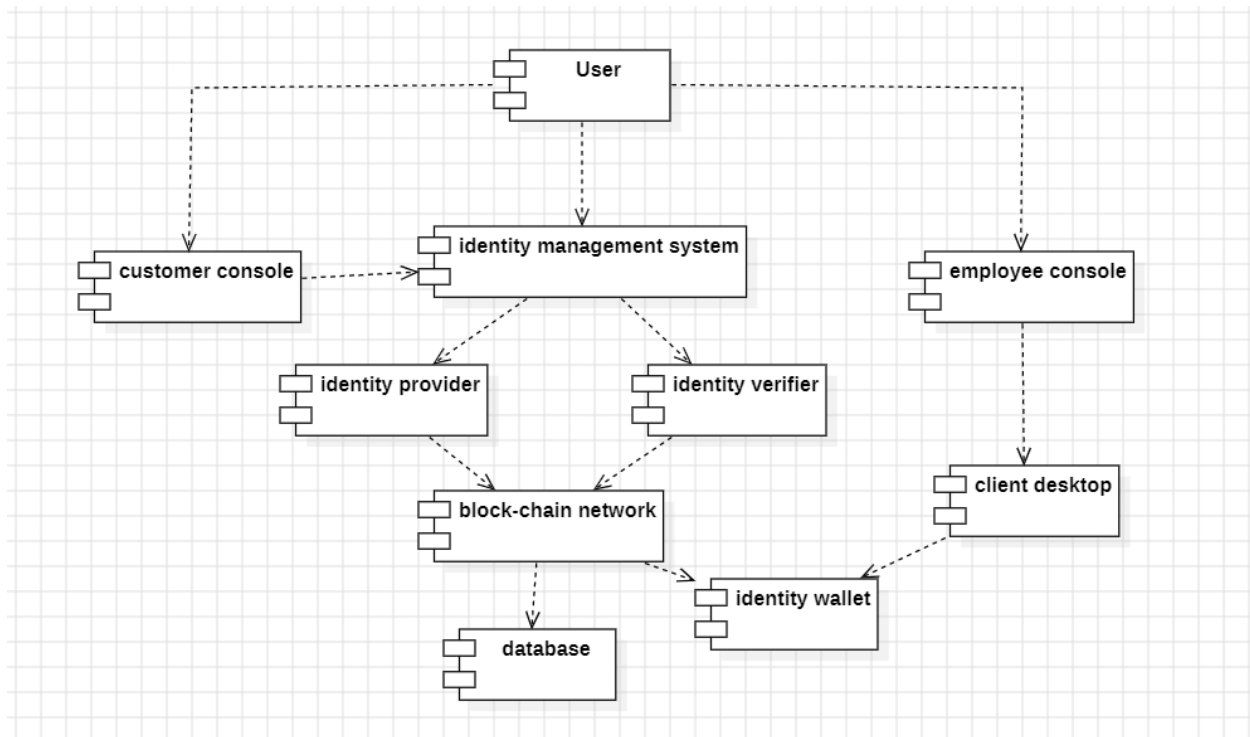 User
identity management system
customer console
employee console
identity provider
identity verifier
client desktop
block-chain network
identity wallet
database